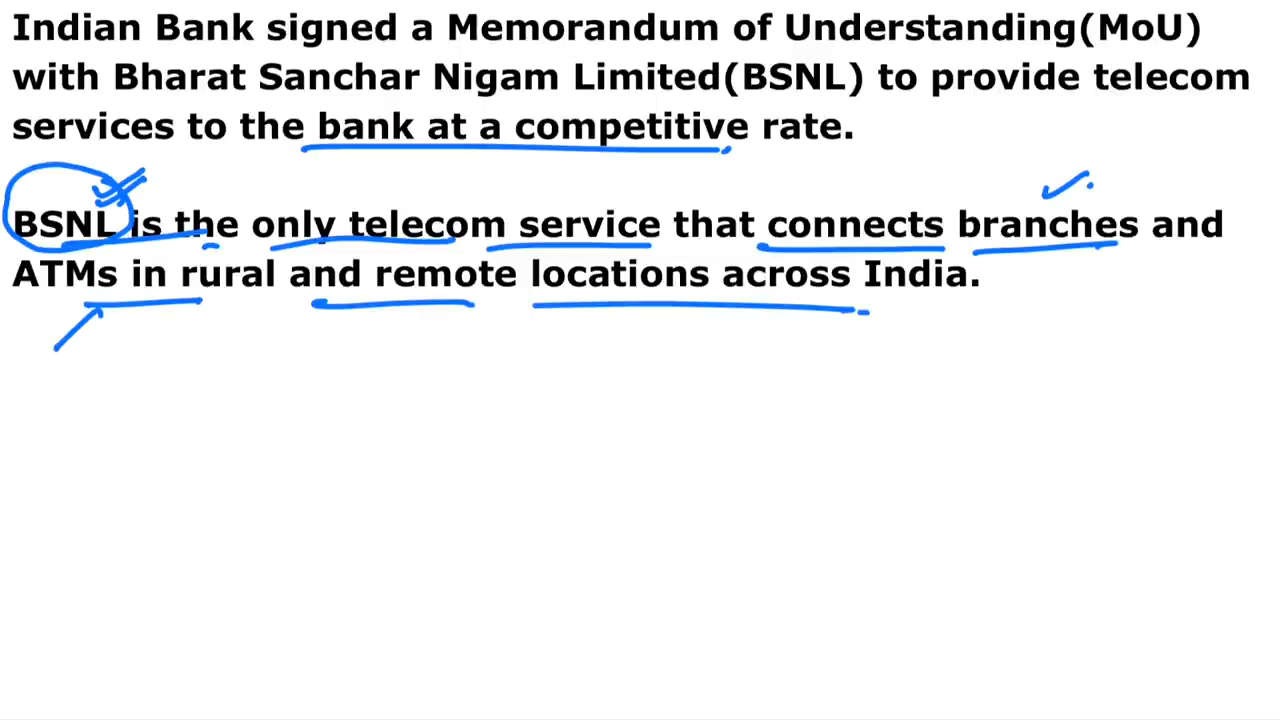 Indian Bank signed a Memorandum of Understanding(MoU)
with Bharat Sanchar Nigam Limited(BSNL) to provide telecom
services to the bank at a competitive rate.
BSNL is the only telecom service that connects branches and
ATMs in rural and remote locations across India.